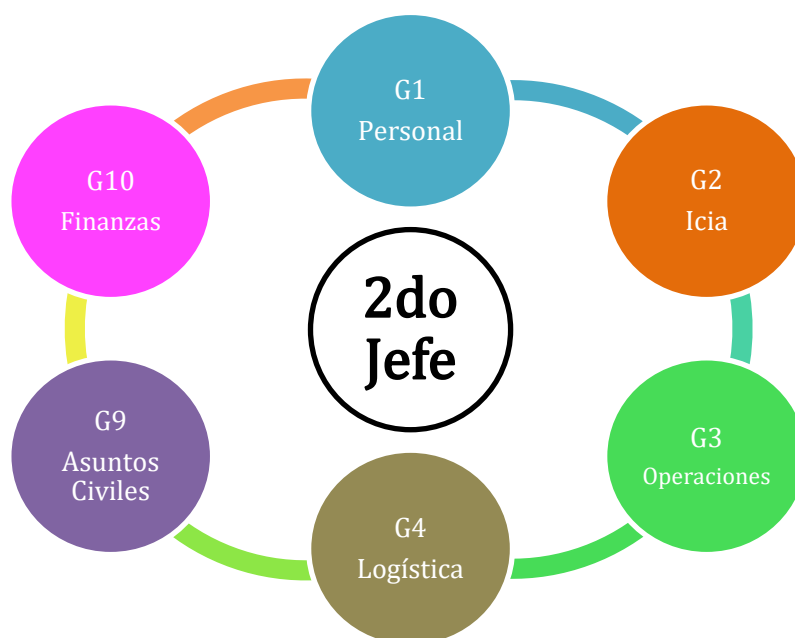 G1
Personal
G2
Icia
G3
Operaciones
G4
Logística
G9
Asuntos
Civiles
G10
Finanzas
2do
Jefe